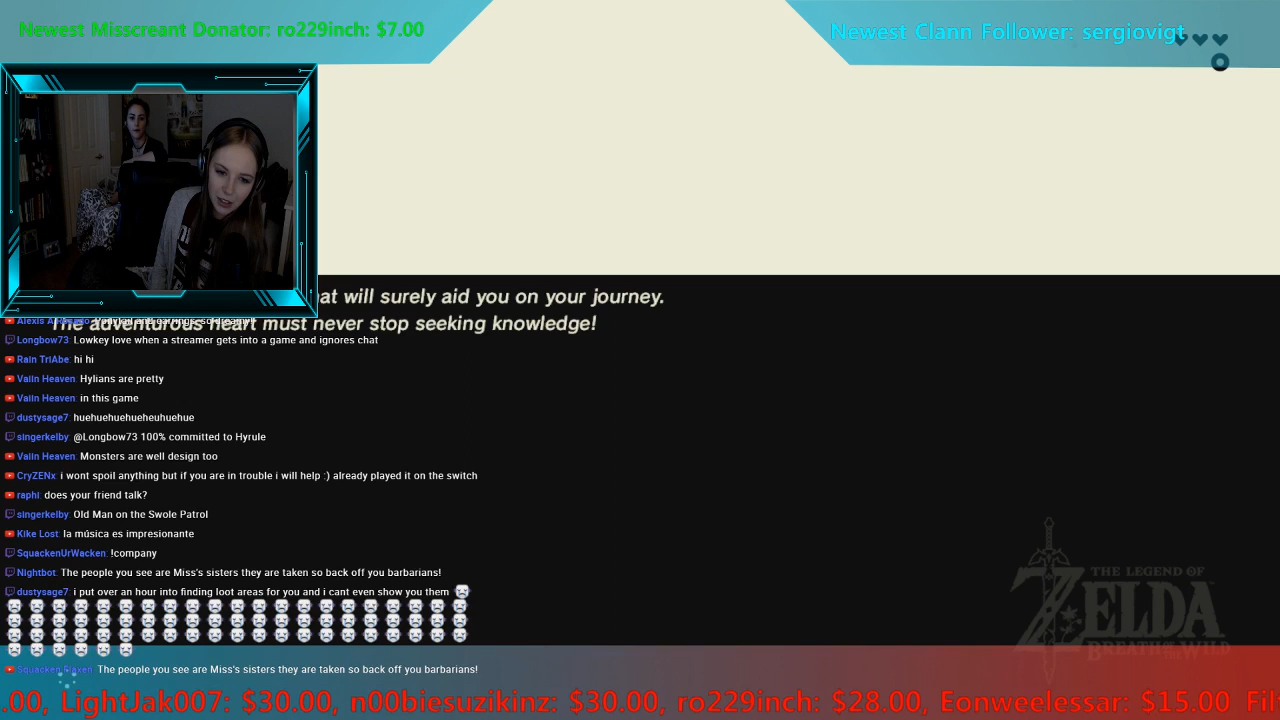 Newest Misscreant Donator: ro229inch: $7.00
Newest Clann Follower: sergiovigt
at will surely aid you on your journey.
The adventurous heart must never stop seeking knowledge!
Longbow73: Lowkey love when a streamer gets into a game and ignores chat
Rain TriAbe: hi hi
Vaiin Heaven: Hylians are pretty
Vaiin Heaven: in this game
dustysage7: huehuehuehueheuhuehue
singerkelby: @Longbow73 100% committed to Hyrule
Vaiin Heaven: Monsters are well design too
CryZENx: i wont spoil anything but if you are in trouble i will help :) already played it on the switch
raphi: does your friend talk?
singerkelby: Old Man on the Swole Patrol
Kike Lost: la música es impresionante
SquackenUrWacken: !company
Nightbot: The people you see are Miss's sisters they are taken so back off you barbarians!
dustysage7: i put over an hour into finding loot areas for you and i cant even show you them
The people you see are Miss's sisters they are taken so back off you barbarians!
THE LEGEND OF
ZELDA
BREATH OF THE WILD
.00, LightJak007: $30.00, n00biesuzikinz: $30.00, ro229inch: $28.00, Eonweelessar: $15.00 Fil